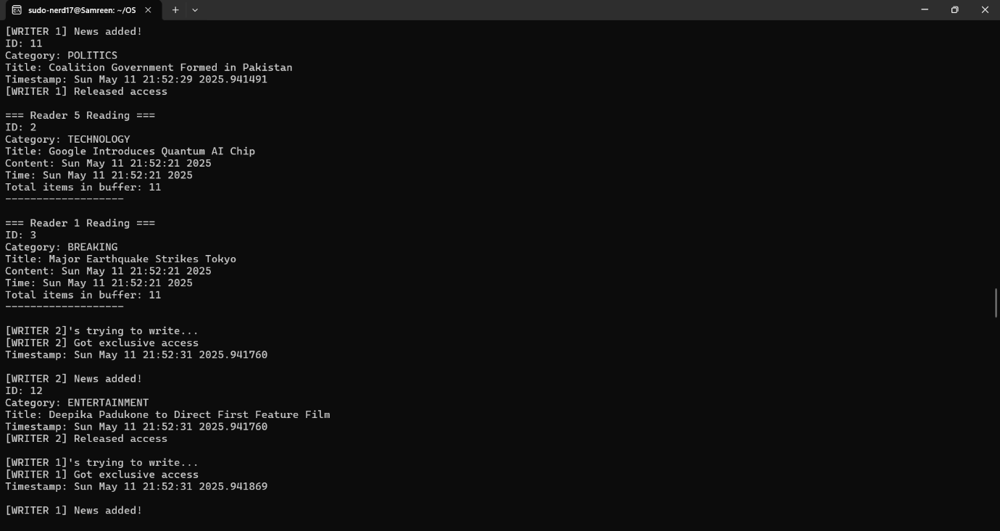 sudo-nerd17@Samreen: ~/OS
[WRITER 1] News added!
ID: 11
Category: POLITICS
Title: Coalition Government Formed in Pakistan
Timestamp: Sun May 11 21:52:29 2025.941491
[WRITER 1] Released access
=== Reader 5 Reading ===
ID: 2
Category: TECHNOLOGY
Title: Google Introduces Quantum AI Chip
Content: Sun May 11 21:52:21 2025
Time: Sun May 11 21:52:21 2025
Total items in buffer: 11
-------------------
=== Reader 1 Reading ===
ID: 3
Category: BREAKING
Title: Major Earthquake Strikes Tokyo
Content: Sun May 11 21:52:21 2025
Time: Sun May 11 21:52:21 2025
Total items in buffer: 11
-------------------
[WRITER 2]'s trying to write...
[WRITER 2] Got exclusive access
Timestamp: Sun May 11 21:52:31 2025.941760
[WRITER 2] News added!
ID: 12
Category: ENTERTAINMENT
Title: Deepika Padukone to Direct First Feature Film
Timestamp: Sun May 11 21:52:31 2025.941760
[WRITER 2] Released access
[WRITER 1]'s trying to write...
[WRITER 1] Got exclusive access
Timestamp: Sun May 11 21:52:31 2025.941869
[WRITER 1] News added!